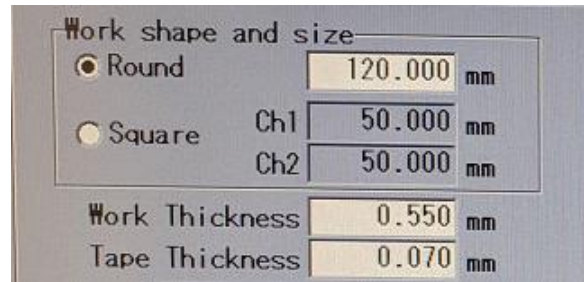 Work shape and size
Round 120.000 mm
Square Ch1 50.000 mm
Ch2 50.000 mm
Work Thickness 0.550 mm
Tape Thickness 0.070 mm